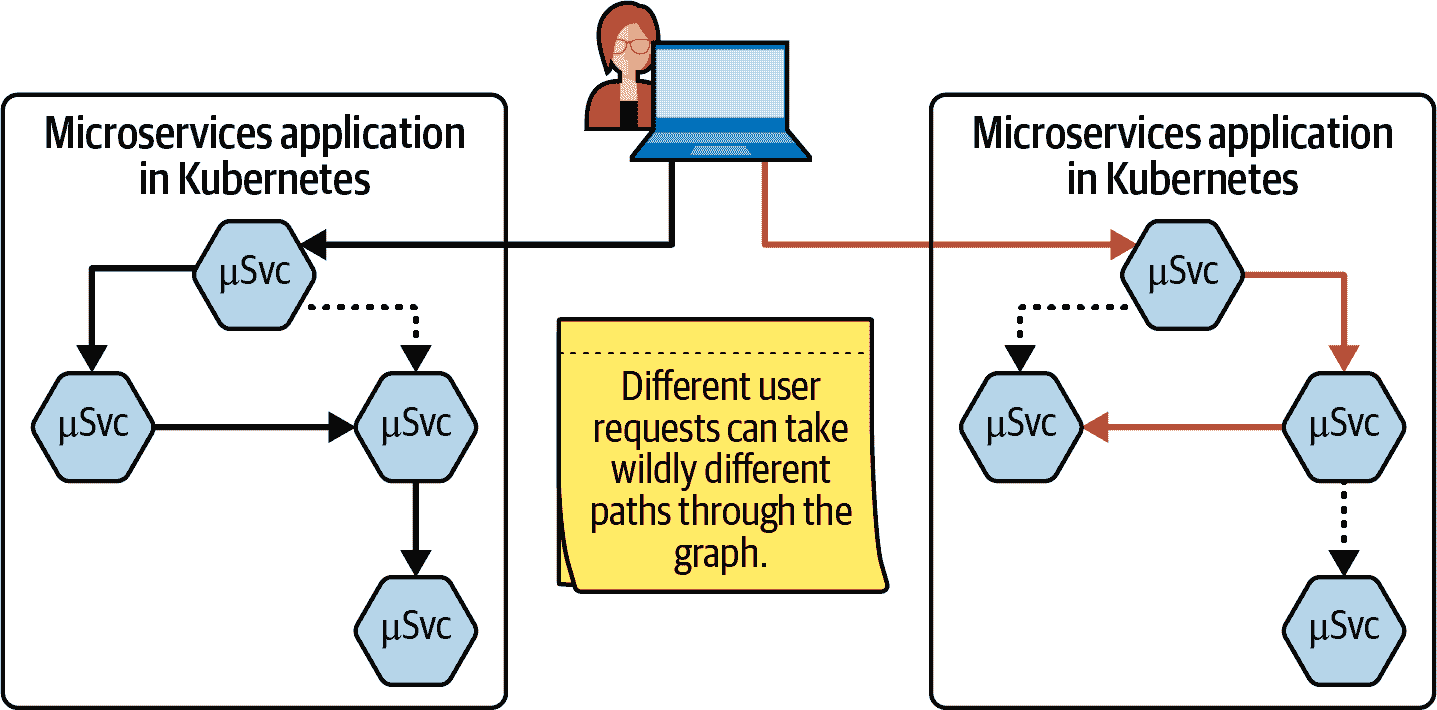 Microservices application
in Kubernetes
μSvc
μSvc
μSvc
μSvc
Different user
requests can take
wildly different
paths through the
graph.
Microservices application
in Kubernetes
μSvc
μSvc
μSvc
μSvc